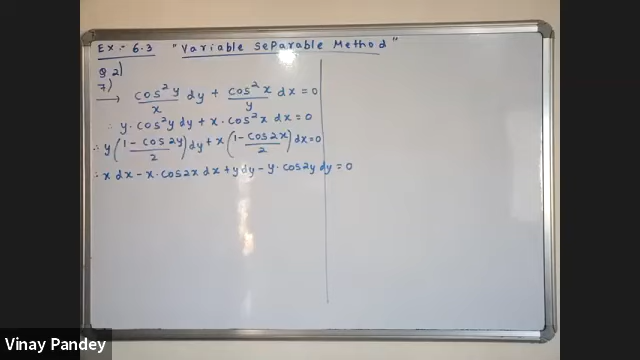 Ex :- 6.3 "Variable Separable Method"
Q 2)
7)
→ cos²y/x dy + cos²x/y dx = 0
∴ y · cos²y dy + x · cos²x dx = 0
∴ y (1 - cos 2y / 2) dy + x (1 - cos 2x / 2) dx = 0
∴ x dx - x · cos2x dx + y dy - y · cos2y dy = 0
Vinay Pandey